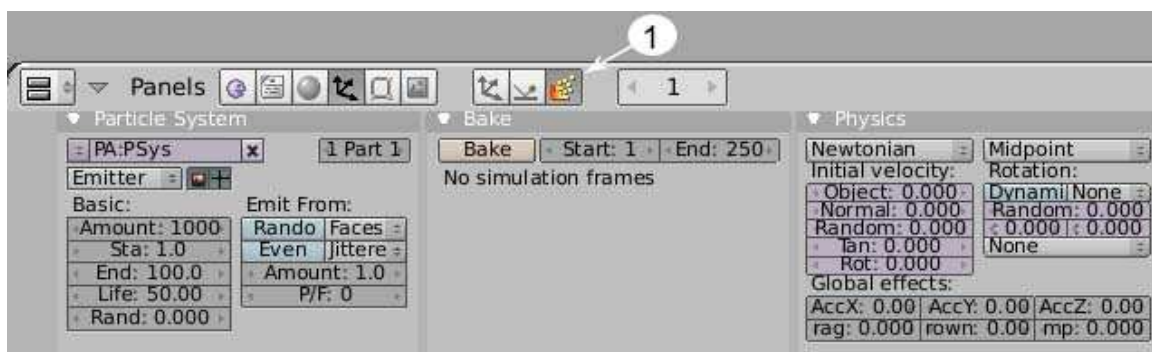 1
Panels 1
Particle System
PA:PSys x 1 Part 1
Emitter
Basic: Emit From:
Amount: 1000 Rando Faces
Sta: 1.0 Even Jittere
End: 100.0 Amount: 1.0
Life: 50.00 P/F: 0
Rand: 0.000
Bake
Bake Start: 1 End: 250
No simulation frames
Physics
Newtonian Midpoint
Initial velocity: Rotation:
Object: 0.000 Dynami None
Normal: 0.000 Random: 0.000
Random: 0.000 0.000 0.000
Tan: 0.000 None
Rot: 0.000
Global effects:
AccX: 0.00 AccY: 0.00 AccZ: 0.00
rag: 0.000 rown: 0.00 mp: 0.000